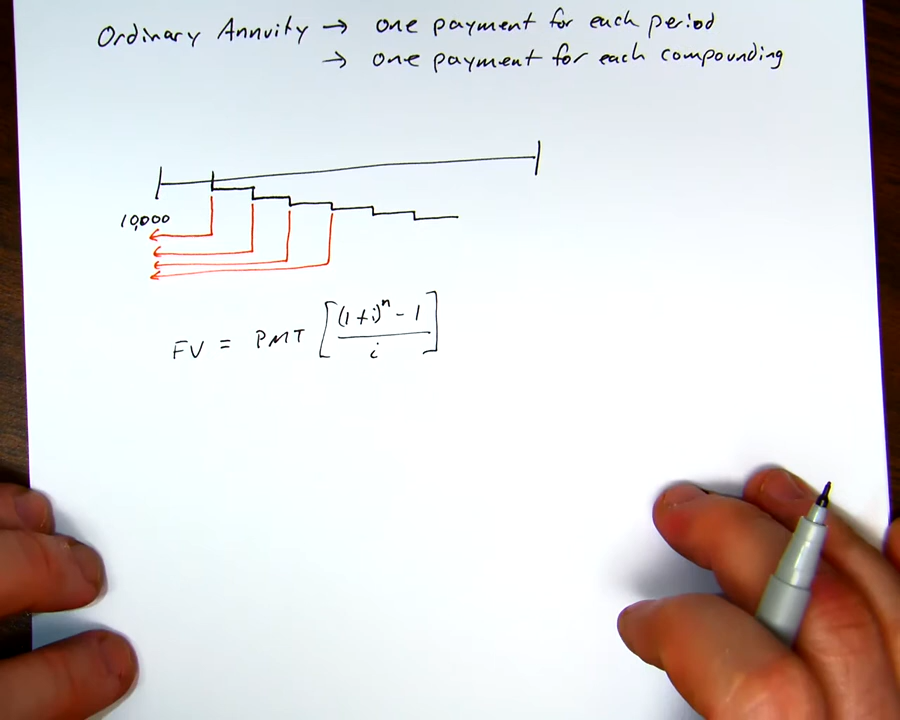 Ordinary Annuity → one payment for each period
→ one payment for each compounding
10,000
FV = PMT [((1+i)^n - 1) / i]